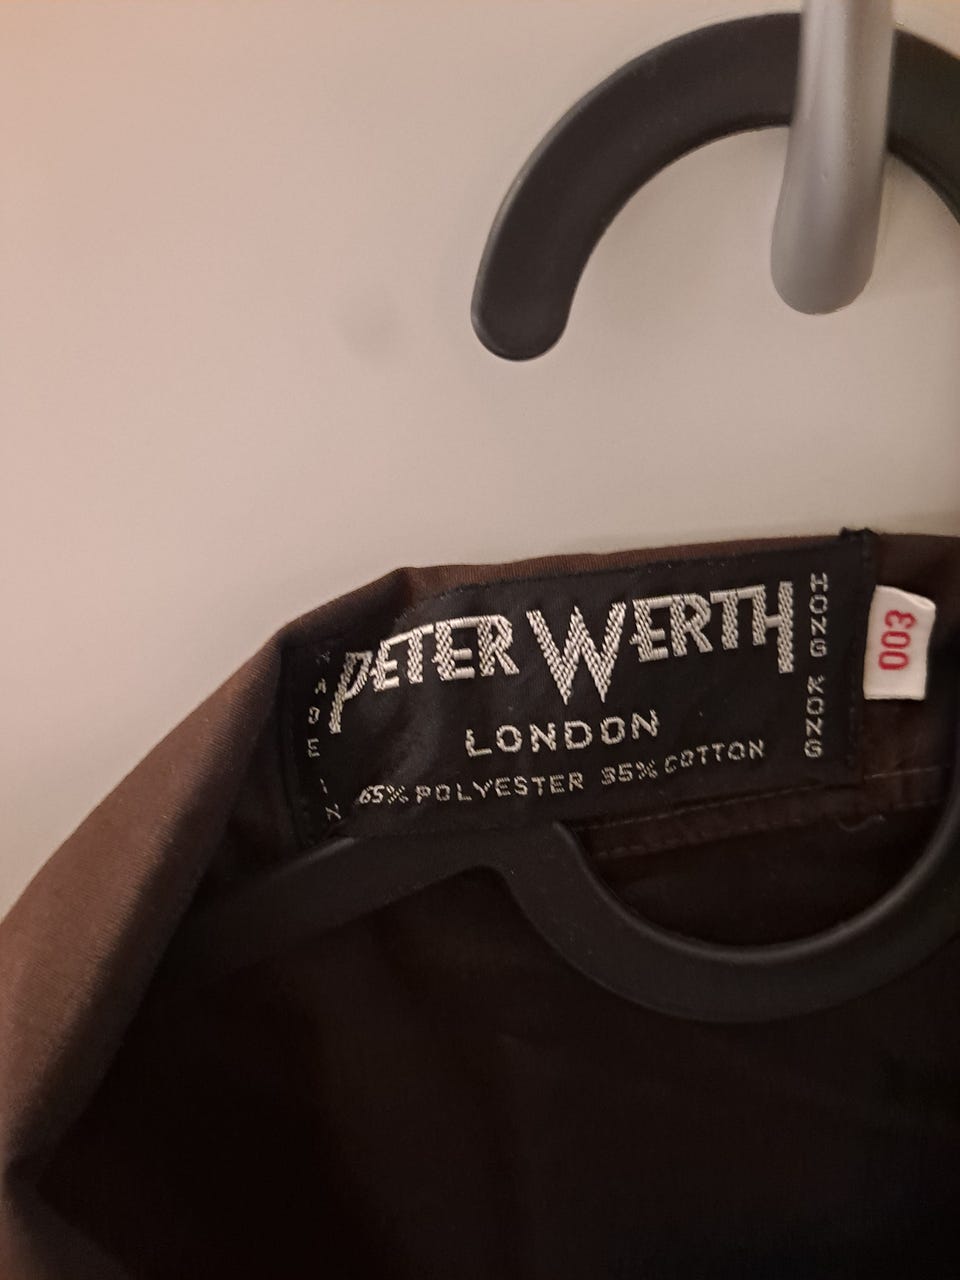 PETER WERTH
LONDON
65% POLYESTER 35% COTTON
MADE IN
HONG KONG
003